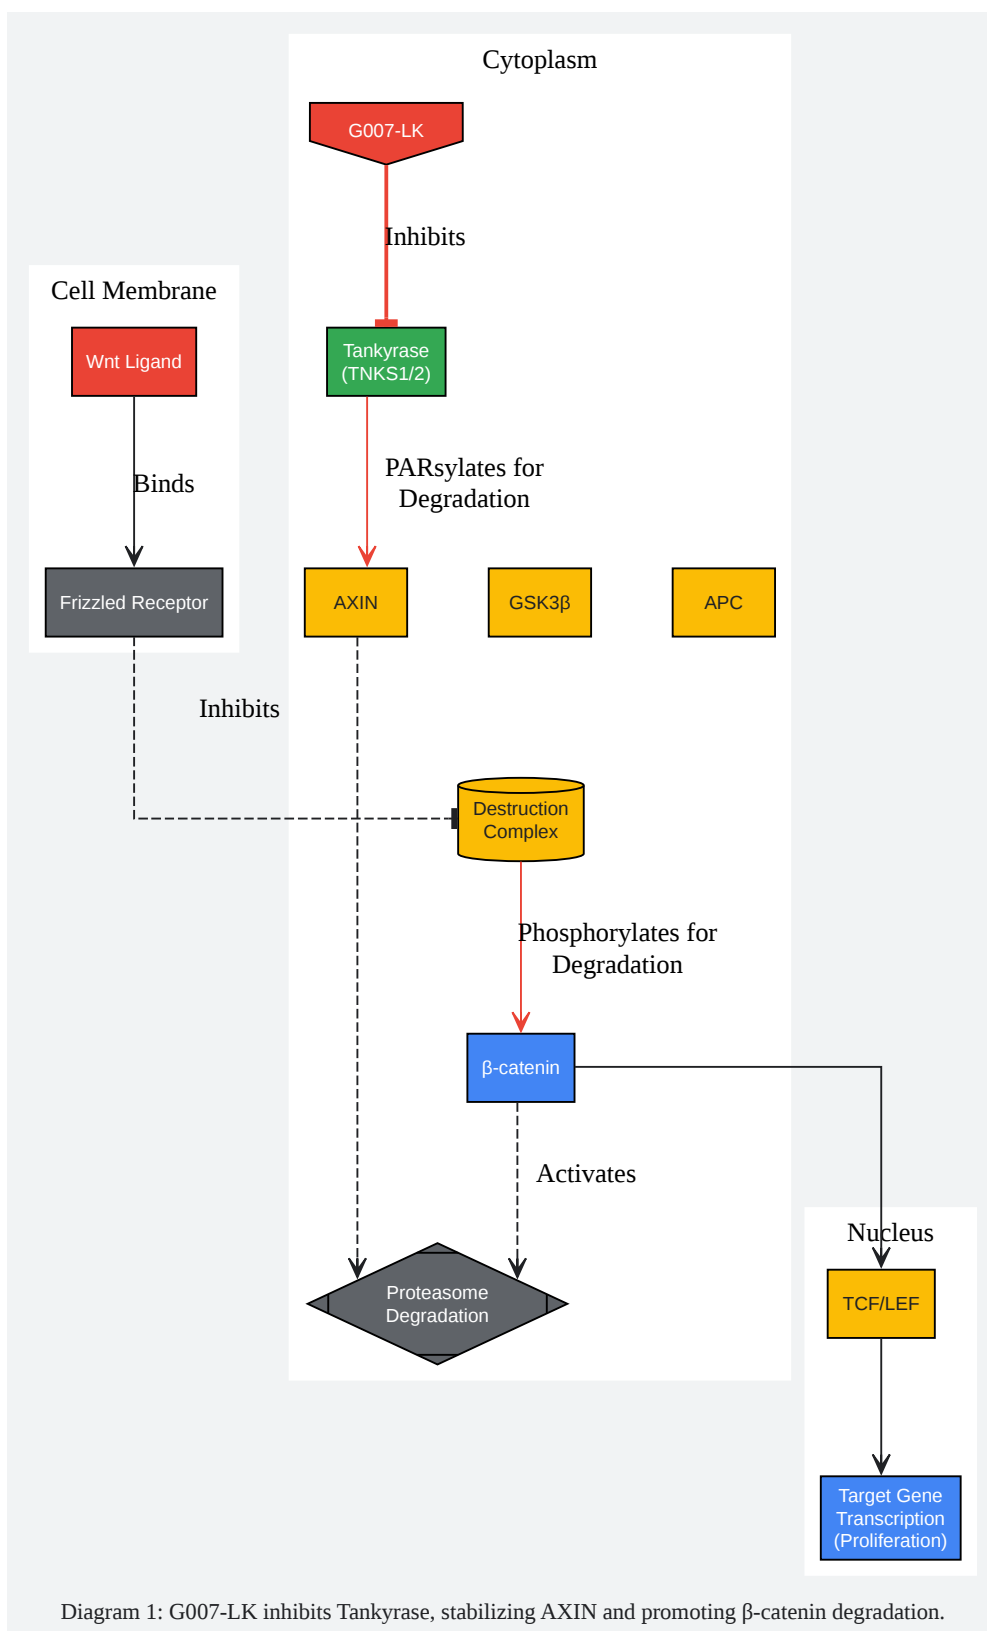 Cytoplasm
G007-LK
Inhibits
Cell Membrane
Wnt Ligand
Tankyrase
(TNKS1/2)
Binds
PARsylates for
Degradation
Frizzled Receptor
AXIN
GSK3β
APC
Inhibits
Destruction
Complex
Phosphorylates for
Degradation
β-catenin
Activates
Nucleus
Proteasome
Degradation
TCF/LEF
Target Gene
Transcription
(Proliferation)
Diagram 1: G007-LK inhibits Tankyrase, stabilizing AXIN and promoting β-catenin degradation.